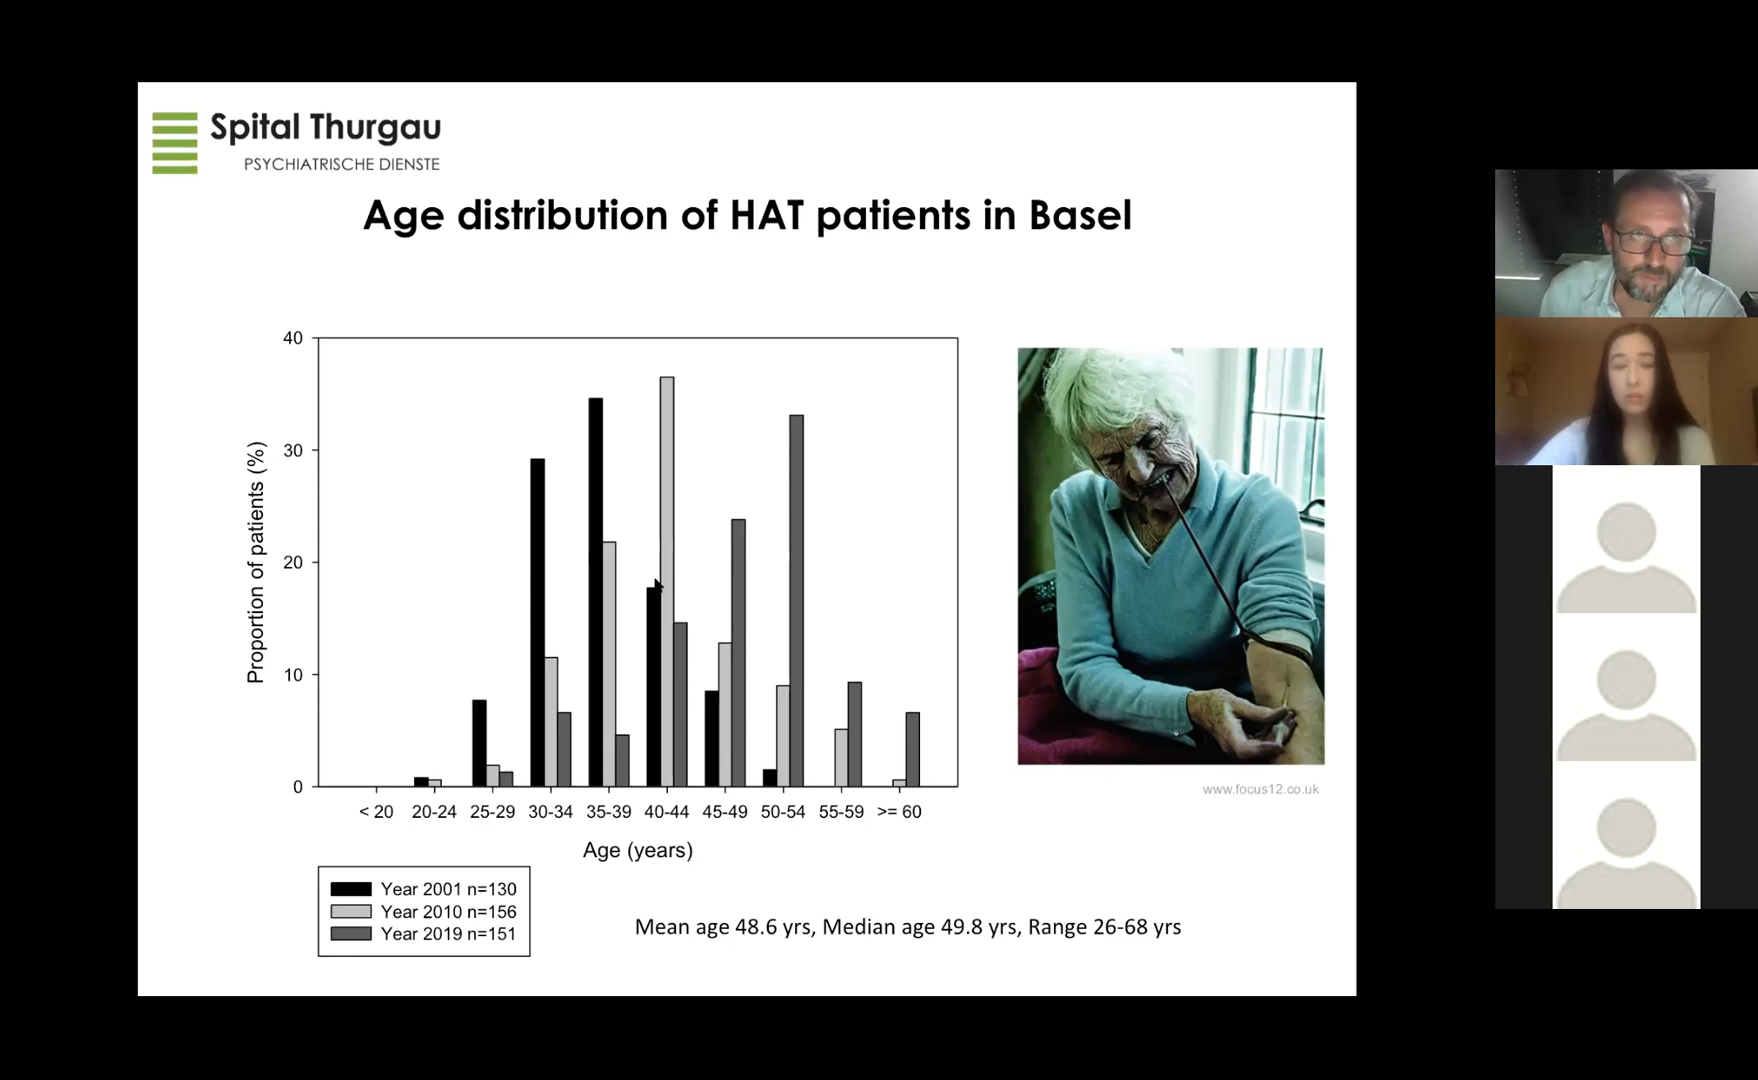 Spital Thurgau
PSYCHIATRISCHE DIENSTE
Age distribution of HAT patients in Basel
40
30
20
10
0
Proportion of patients (%)
< 20 20-24 25-29 30-34 35-39 40-44 45-49 50-54 55-59 >= 60
Age (years)
www.focus12.co.uk
Year 2001 n=130
Year 2010 n=156
Year 2019 n=151
Mean age 48.6 yrs, Median age 49.8 yrs, Range 26-68 yrs